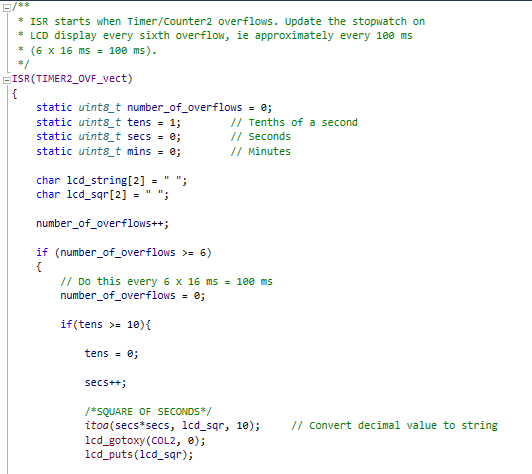 /**
 * ISR starts when Timer/Counter2 overflows. Update the stopwatch on
 * LCD display every sixth overflow, ie approximately every 100 ms
 * (6 x 16 ms = 100 ms).
 */
ISR(TIMER2_OVF_vect)
{
    static uint8_t number_of_overflows = 0;
    static uint8_t tens = 1;        // Tenths of a second
    static uint8_t secs = 0;        // Seconds
    static uint8_t mins = 0;        // Minutes

    char lcd_string[2] = " ";
    char lcd_sqr[2] = " ";

    number_of_overflows++;

    if (number_of_overflows >= 6)
    {
        // Do this every 6 x 16 ms = 100 ms
        number_of_overflows = 0;

        if(tens >= 10){

            tens = 0;

            secs++;

            /*SQUARE OF SECONDS*/
            itoa(secs*secs, lcd_sqr, 10);     // Convert decimal value to string
            lcd_gotoxy(COL2, 0);
            lcd_puts(lcd_sqr);